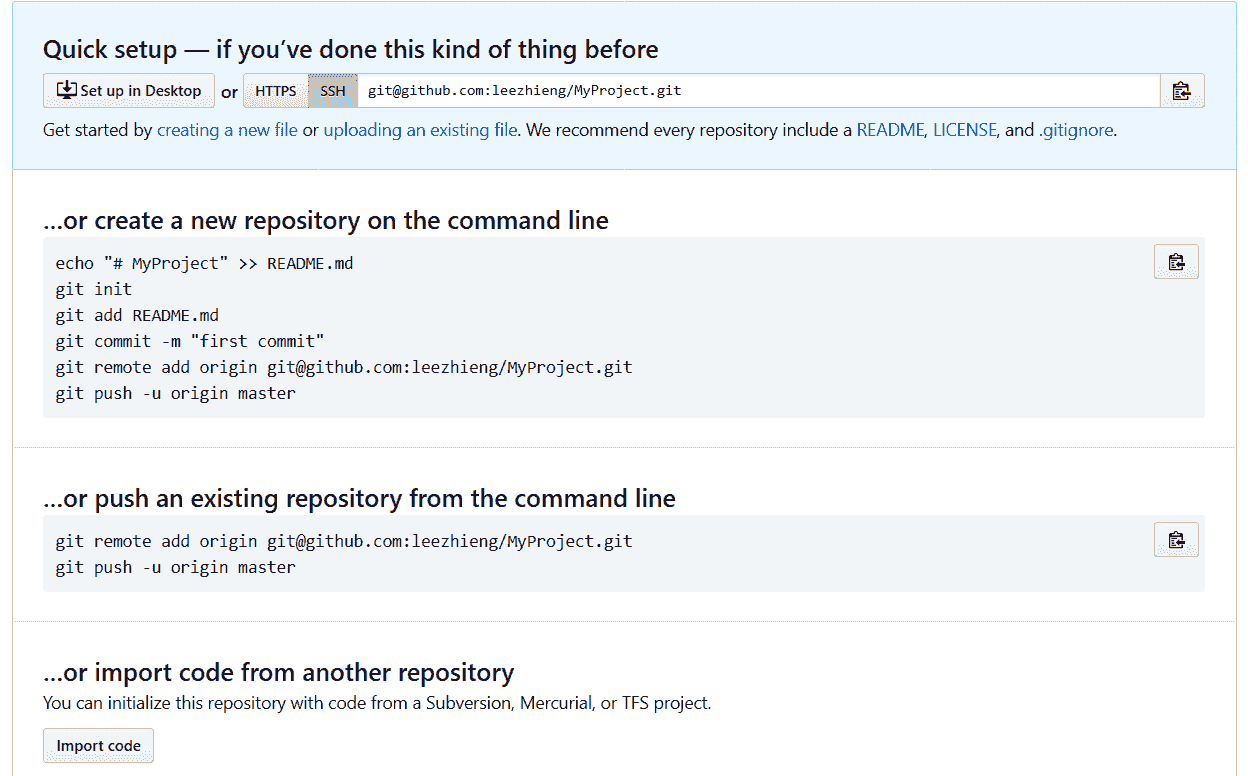 Quick setup — if you’ve done this kind of thing before
Set up in Desktop or HTTPS SSH git@github.com:leezhieng/MyProject.git
Get started by creating a new file or uploading an existing file. We recommend every repository include a README, LICENSE, and .gitignore.
…or create a new repository on the command line
echo "# MyProject" >> README.md
git init
git add README.md
git commit -m "first commit"
git remote add origin git@github.com:leezhieng/MyProject.git
git push -u origin master
…or push an existing repository from the command line
git remote add origin git@github.com:leezhieng/MyProject.git
git push -u origin master
…or import code from another repository
You can initialize this repository with code from a Subversion, Mercurial, or TFS project.
Import code